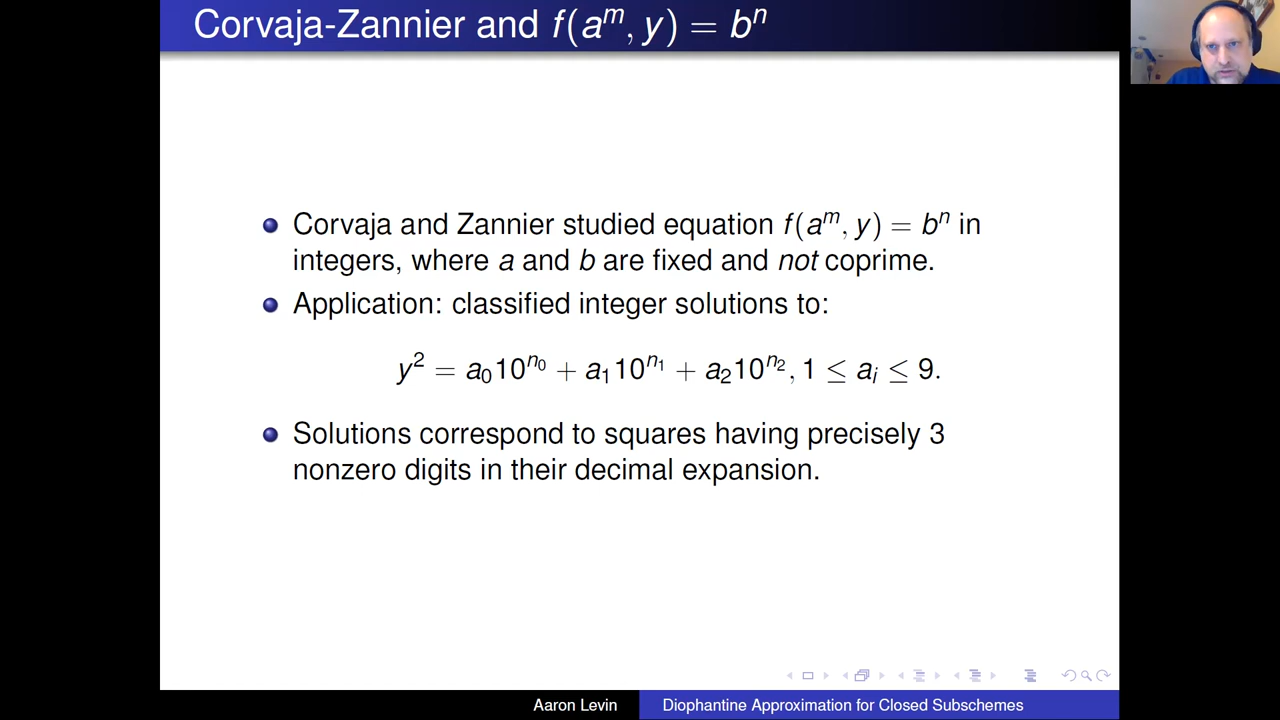 Corvaja-Zannier and f(a^m, y) = b^n
Corvaja and Zannier studied equation f(a^m, y) = b^n in
integers, where a and b are fixed and not coprime.
Application: classified integer solutions to:
y^2 = a_0 10^{n_0} + a_1 10^{n_1} + a_2 10^{n_2}, 1 ≤ a_i ≤ 9.
Solutions correspond to squares having precisely 3
nonzero digits in their decimal expansion.
Aaron Levin
Diophantine Approximation for Closed Subschemes